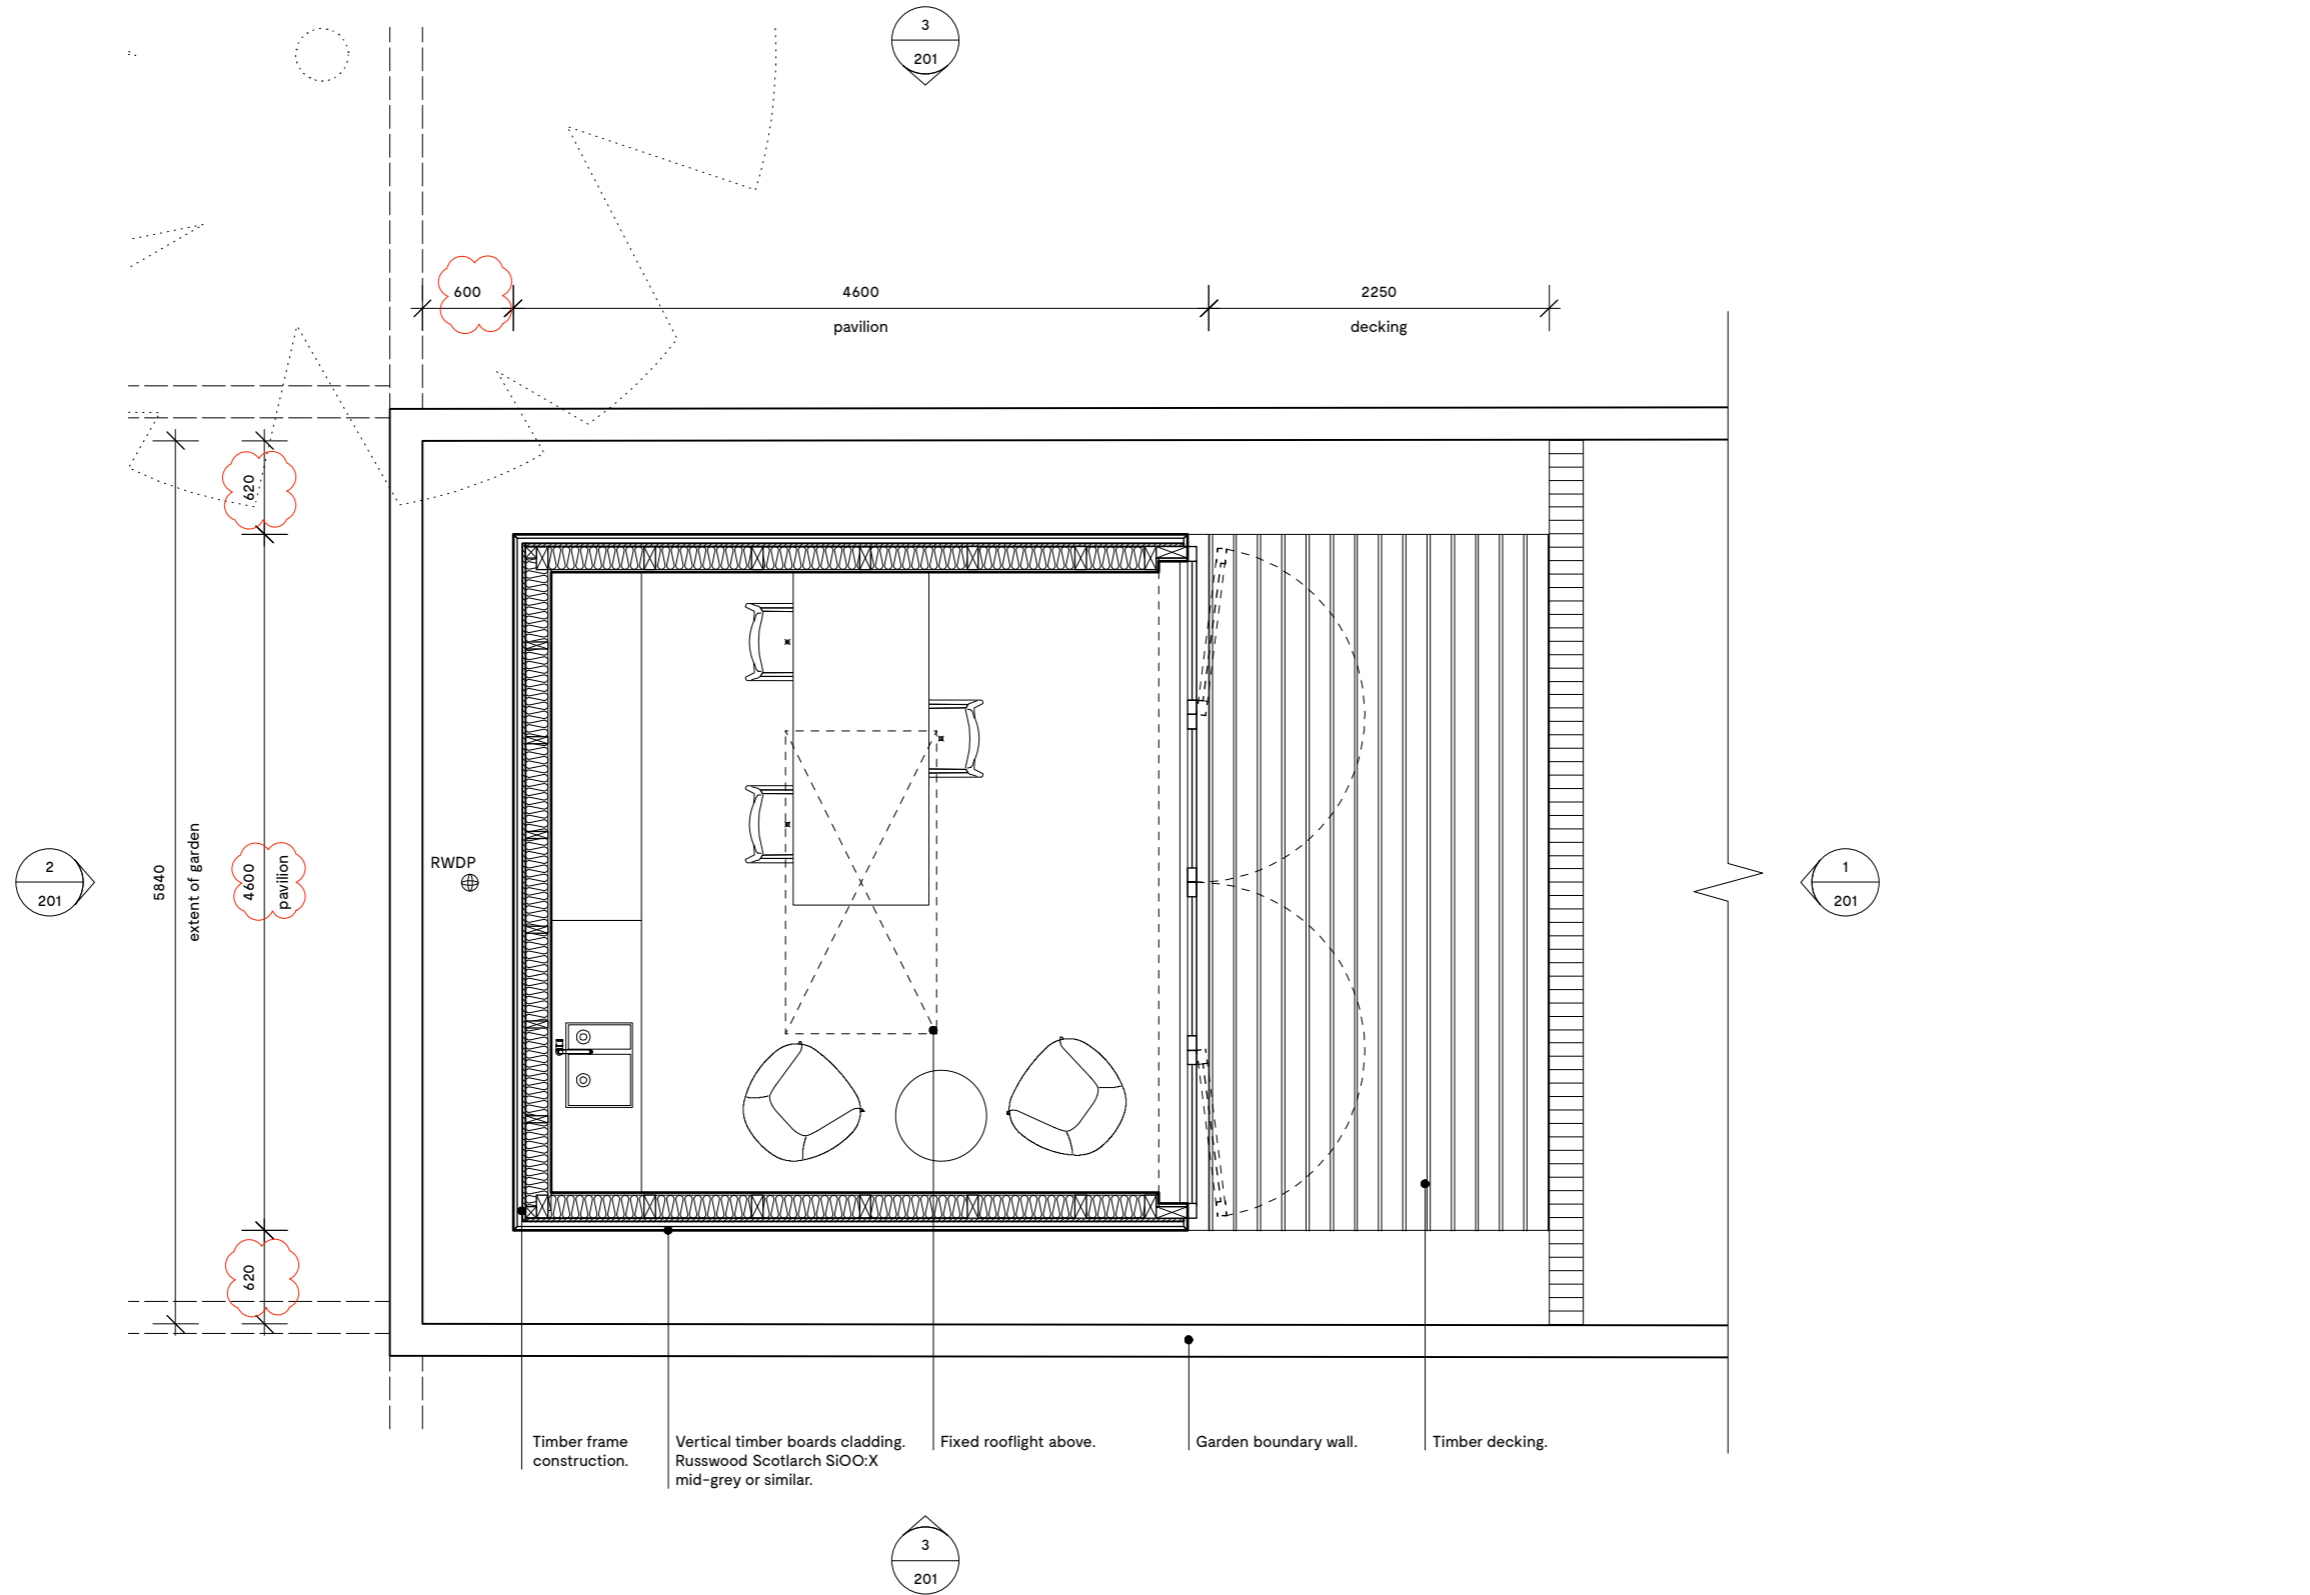 3
201
600
4600
2250
pavilion
decking
620
5840
extent of garden
4600
pavilion
RWDP
2
201
1
201
620
Timber frame
construction.
Vertical timber boards cladding.
Russwood Scotlarch SiOO:X
mid-grey or similar.
Fixed rooflight above.
Garden boundary wall.
Timber decking.
3
201